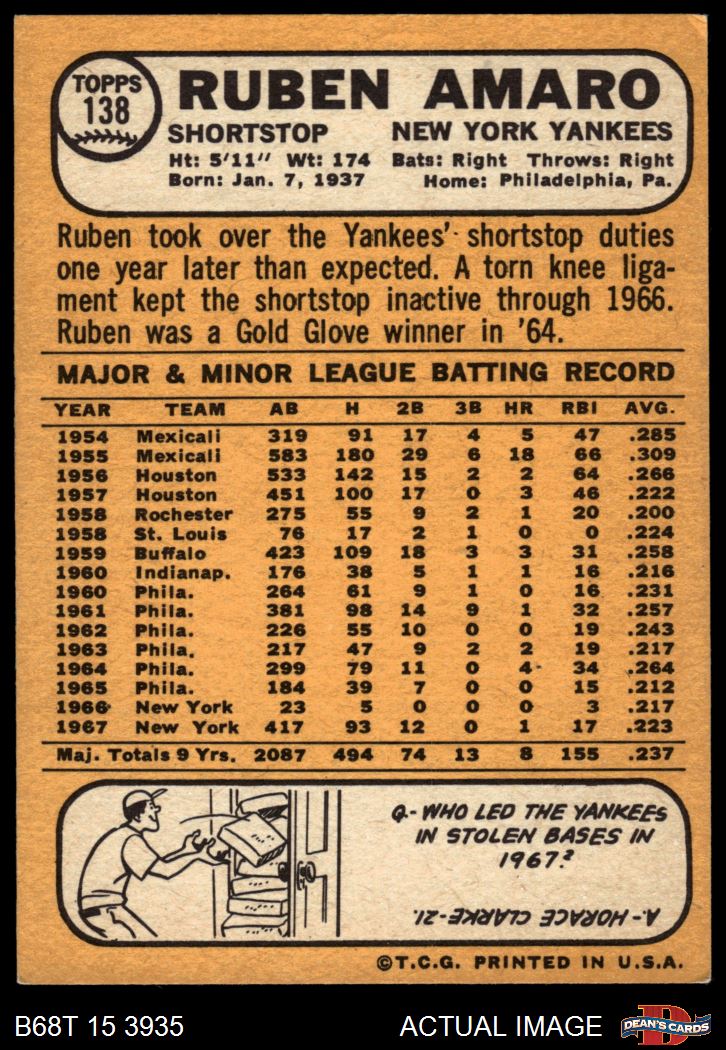 TOPPS
138
RUBEN AMARO
SHORTSTOP NEW YORK YANKEES
Ht: 5'11" Wt: 174 Bats: Right Throws: Right
Born: Jan. 7, 1937 Home: Philadelphia, Pa.
Ruben took over the Yankees' shortstop duties
one year later than expected. A torn knee liga-
ment kept the shortstop inactive through 1966.
Ruben was a Gold Glove winner in '64.
MAJOR & MINOR LEAGUE BATTING RECORD
YEAR TEAM AB H 2B 3B HR RBI AVG.
1954 Mexicali 319 91 17 4 5 47 .285
1955 Mexicali 583 180 29 6 18 66 .309
1956 Houston 533 142 15 2 2 64 .266
1957 Houston 451 100 17 0 3 46 .222
1958 Rochester 275 55 9 2 1 20 .200
1958 St. Louis 76 17 2 1 0 0 .224
1959 Buffalo 423 109 18 3 3 31 .258
1960 Indianap. 176 38 5 1 1 16 .216
1960 Phila. 264 61 9 1 0 16 .231
1961 Phila. 381 98 14 9 1 32 .257
1962 Phila. 226 55 10 0 0 19 .243
1963 Phila. 217 47 9 2 2 19 .217
1964 Phila. 299 79 11 0 4 34 .264
1965 Phila. 184 39 7 0 0 15 .212
1966 New York 23 5 0 0 0 3 .217
1967 New York 417 93 12 0 1 17 .223
Maj. Totals 9 Yrs. 2087 494 74 13 8 155 .237
Q.- WHO LED THE YANKEES
IN STOLEN BASES IN
1967?
A.- HORACE CLARKE-21.
©T.C.G. PRINTED IN U.S.A.
B68T 15 3935 ACTUAL IMAGE
D
DEAN'S CARDS